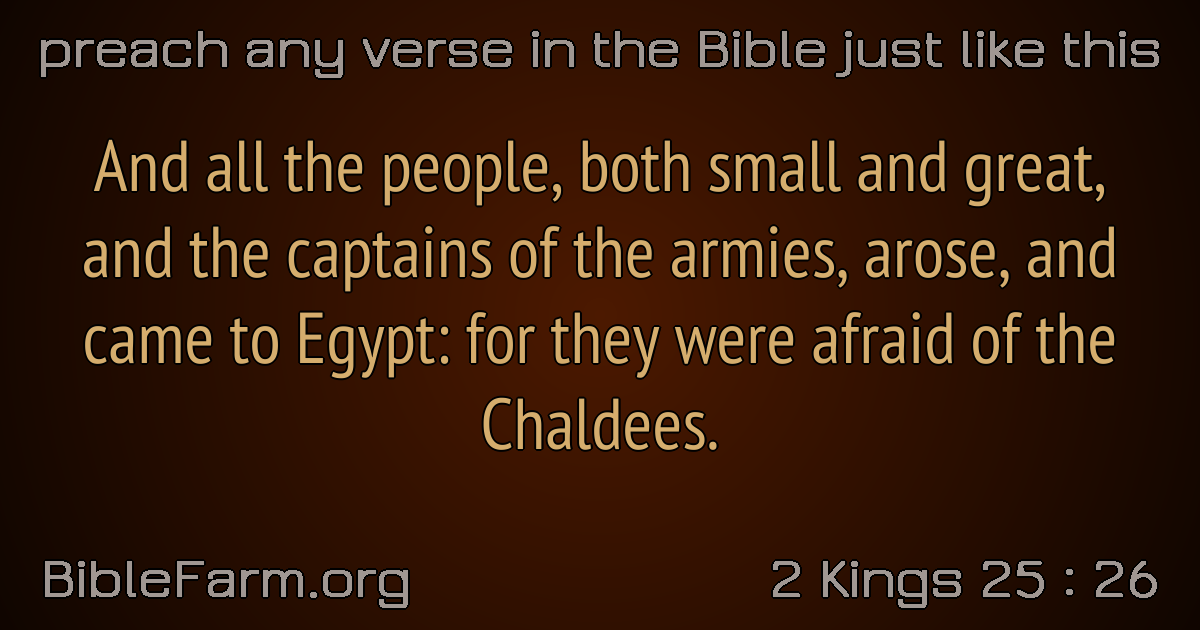 preach any verse in the Bible just like this
And all the people, both small and great,
and the captains of the armies, arose, and
came to Egypt: for they were afraid of the
Chaldees.
BibleFarm.org
2 Kings 25 : 26